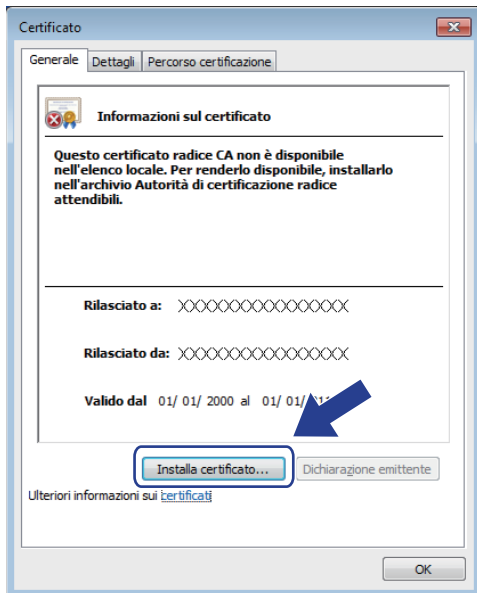 Certificato
Generale Dettagli Percorso certificazione
Informazioni sul certificato
Questo certificato radice CA non è disponibile
nell'elenco locale. Per renderlo disponibile, installarlo
nell'archivio Autorità di certificazione radice
attendibili.
Rilasciato a: XXXXXXXXXXXXXXXXX
Rilasciato da: XXXXXXXXXXXXXXXXX
Valido dal 01/ 01/ 2000 al 01/ 01/
Installa certificato... Dichiarazione emittente
Ulteriori informazioni sui certificati
OK